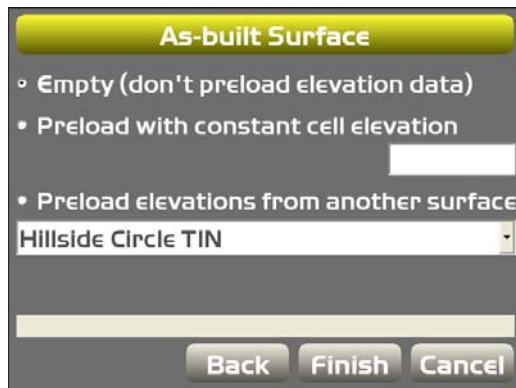 As-built Surface
Empty (don't preload elevation data)
Preload with constant cell elevation
Preload elevations from another surface
Hillside Circle TIN
Back Finish Cancel